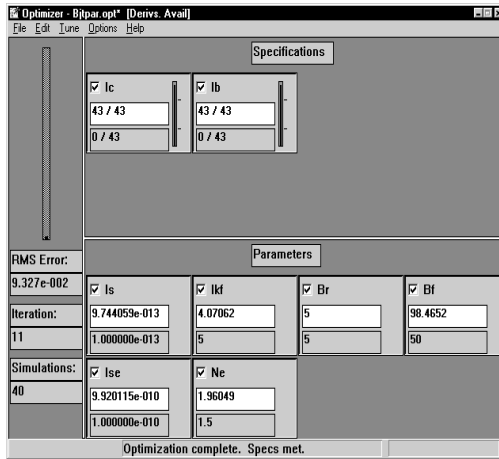 Optimizer - Bjtpar.opt* [Derivs. Avail]
File Edit Tune Options Help
Specifications
Ic
43 / 43
0 / 43
Ib
43 / 43
0 / 43
RMS Error:
9.327e-002
Iteration:
11
Simulations:
40
Parameters
Is
9.744059e-013
1.000000e-013
Ikf
4.07062
5
Br
5
5
Bf
98.4652
50
Ise
9.920115e-010
1.000000e-010
Ne
1.96049
1.5
Optimization complete. Specs met.